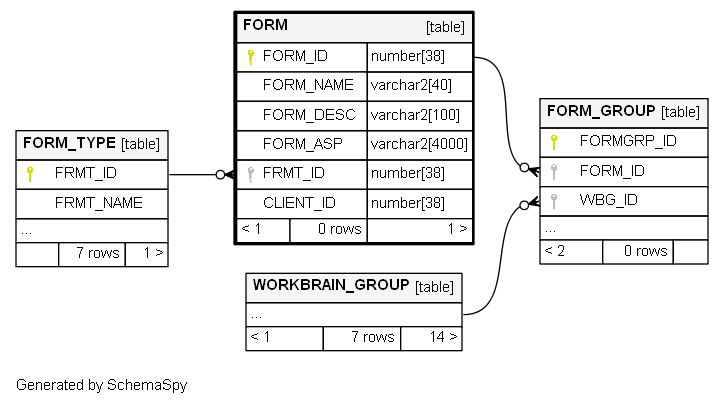 FORM [table]
FORM_ID number[38]
FORM_NAME varchar2[40]
FORM_DESC varchar2[100]
FORM_ASP varchar2[4000]
FRMT_ID number[38]
CLIENT_ID number[38]
< 1 0 rows 1 >
FORM_TYPE [table]
FRMT_ID
FRMT_NAME
...
7 rows 1 >
FORM_GROUP [table]
FORMGRP_ID
FORM_ID
WBG_ID
...
< 2 0 rows
WORKBRAIN_GROUP [table]
...
< 1 7 rows 14 >
Generated by SchemaSpy